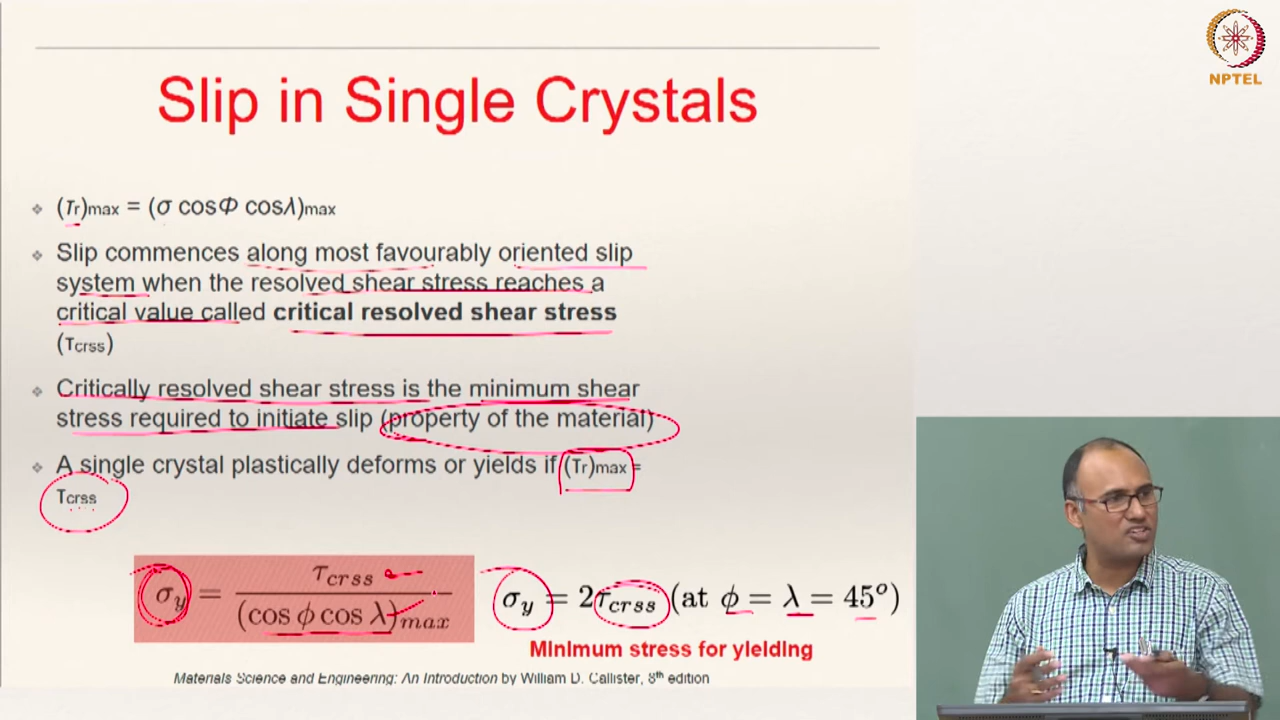 NPTEL
Slip in Single Crystals
❖ (τr)max = (σ cosΦ cosλ)max
❖ Slip commences along most favourably oriented slip
system when the resolved shear stress reaches a
critical value called critical resolved shear stress
(τcrss)
❖ Critically resolved shear stress is the minimum shear
stress required to initiate slip (property of the material)
❖ A single crystal plastically deforms or yields if (τr)max =
τcrss
σy = τcrss / (cos ϕ cos λ)max
σy = 2τcrss (at ϕ = λ = 45°)
Minimum stress for yielding
Materials Science and Engineering: An Introduction by William D. Callister, 8th edition